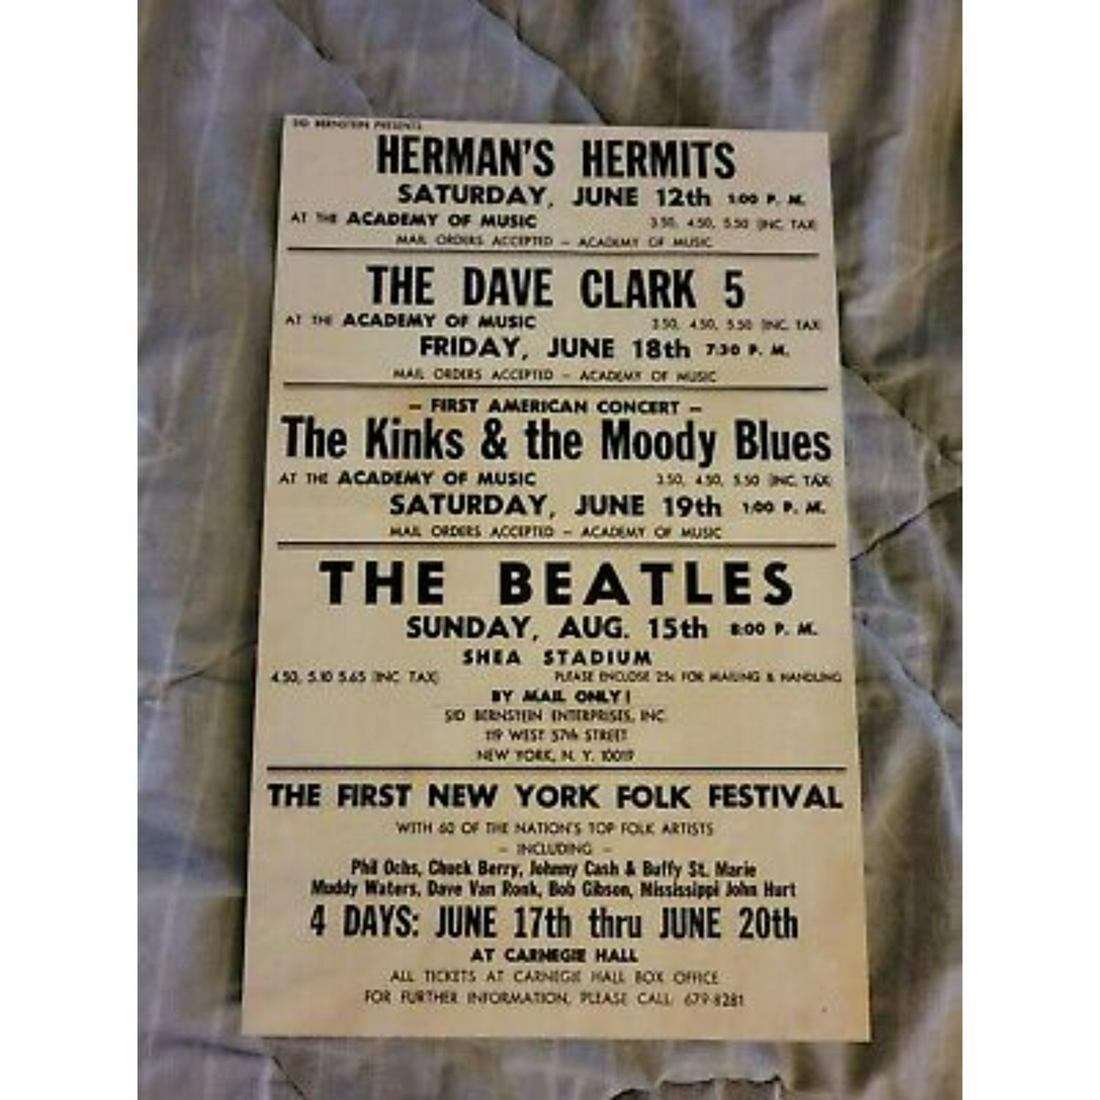 SID BERNSTEIN PRESENTS
HERMAN'S HERMITS
SATURDAY, JUNE 12th 1:00 P. M.
AT THE ACADEMY OF MUSIC 3.50, 4.50, 5.50 (INC. TAX)
MAIL ORDERS ACCEPTED – ACADEMY OF MUSIC
THE DAVE CLARK 5
AT THE ACADEMY OF MUSIC 3.50, 4.50, 5.50 (INC. TAX)
FRIDAY, JUNE 18th 7:30 P. M.
MAIL ORDERS ACCEPTED – ACADEMY OF MUSIC
– FIRST AMERICAN CONCERT –
The Kinks & the Moody Blues
AT THE ACADEMY OF MUSIC 3.50, 4.50, 5.50 (INC. TAX)
SATURDAY, JUNE 19th 1:00 P. M.
MAIL ORDERS ACCEPTED – ACADEMY OF MUSIC
THE BEATLES
SUNDAY, AUG. 15th 8:00 P. M.
SHEA STADIUM
4.50, 5.10 5.65 (INC. TAX) PLEASE ENCLOSE 25c FOR MAILING & HANDLING
BY MAIL ONLY!
SID BERNSTEIN ENTERPRISES, INC.
119 WEST 57th STREET
NEW YORK, N. Y. 10019
THE FIRST NEW YORK FOLK FESTIVAL
WITH 60 OF THE NATION'S TOP FOLK ARTISTS
– INCLUDING –
Phil Ochs, Chuck Berry, Johnny Cash & Buffy St. Marie
Muddy Waters, Dave Van Ronk, Bob Gibson, Mississippi John Hurt
4 DAYS: JUNE 17th thru JUNE 20th
AT CARNEGIE HALL
ALL TICKETS AT CARNEGIE HALL BOX OFFICE
FOR FURTHER INFORMATION, PLEASE CALL 679-8281